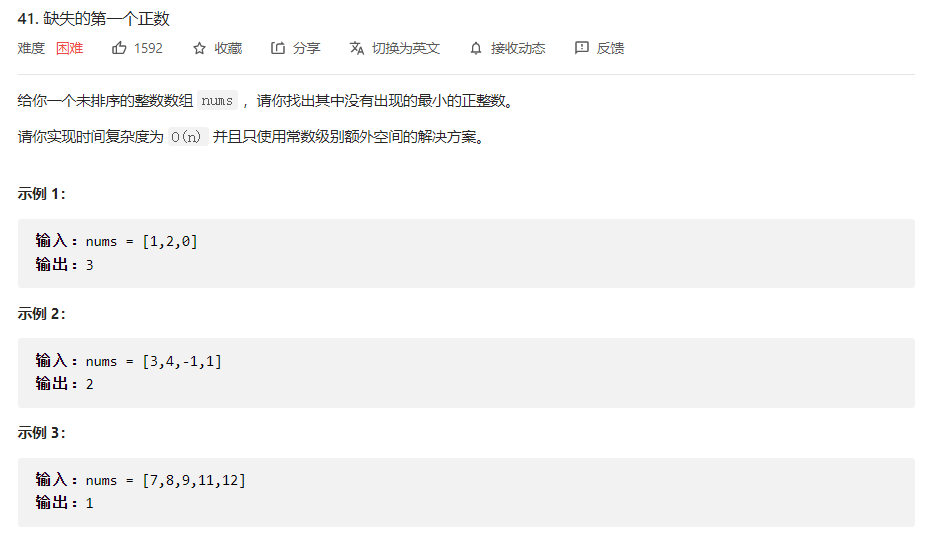 41. 缺失的第一个正数
难度 困难 1592 收藏 分享 切换为英文 接收动态 反馈
给你一个未排序的整数数组 nums ，请你找出其中没有出现的最小的正整数。
请你实现时间复杂度为 O(n) 并且只使用常数级别额外空间的解决方案。
示例 1：
输入：nums = [1,2,0]
输出：3
示例 2：
输入：nums = [3,4,-1,1]
输出：2
示例 3：
输入：nums = [7,8,9,11,12]
输出：1